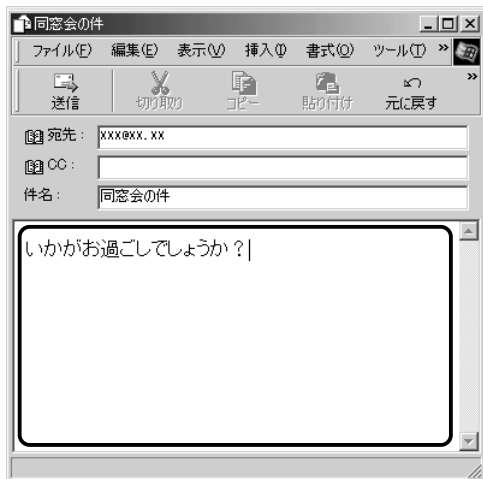 同窓会の件
ファイル(F) 編集(E) 表示(V) 挿入(I) 書式(O) ツール(T) »
送信 切り取り コピー 貼り付け 元に戻す »
宛先: xxx@xx.xx
CC:
件名: 同窓会の件
いかがお過ごしでしょうか?